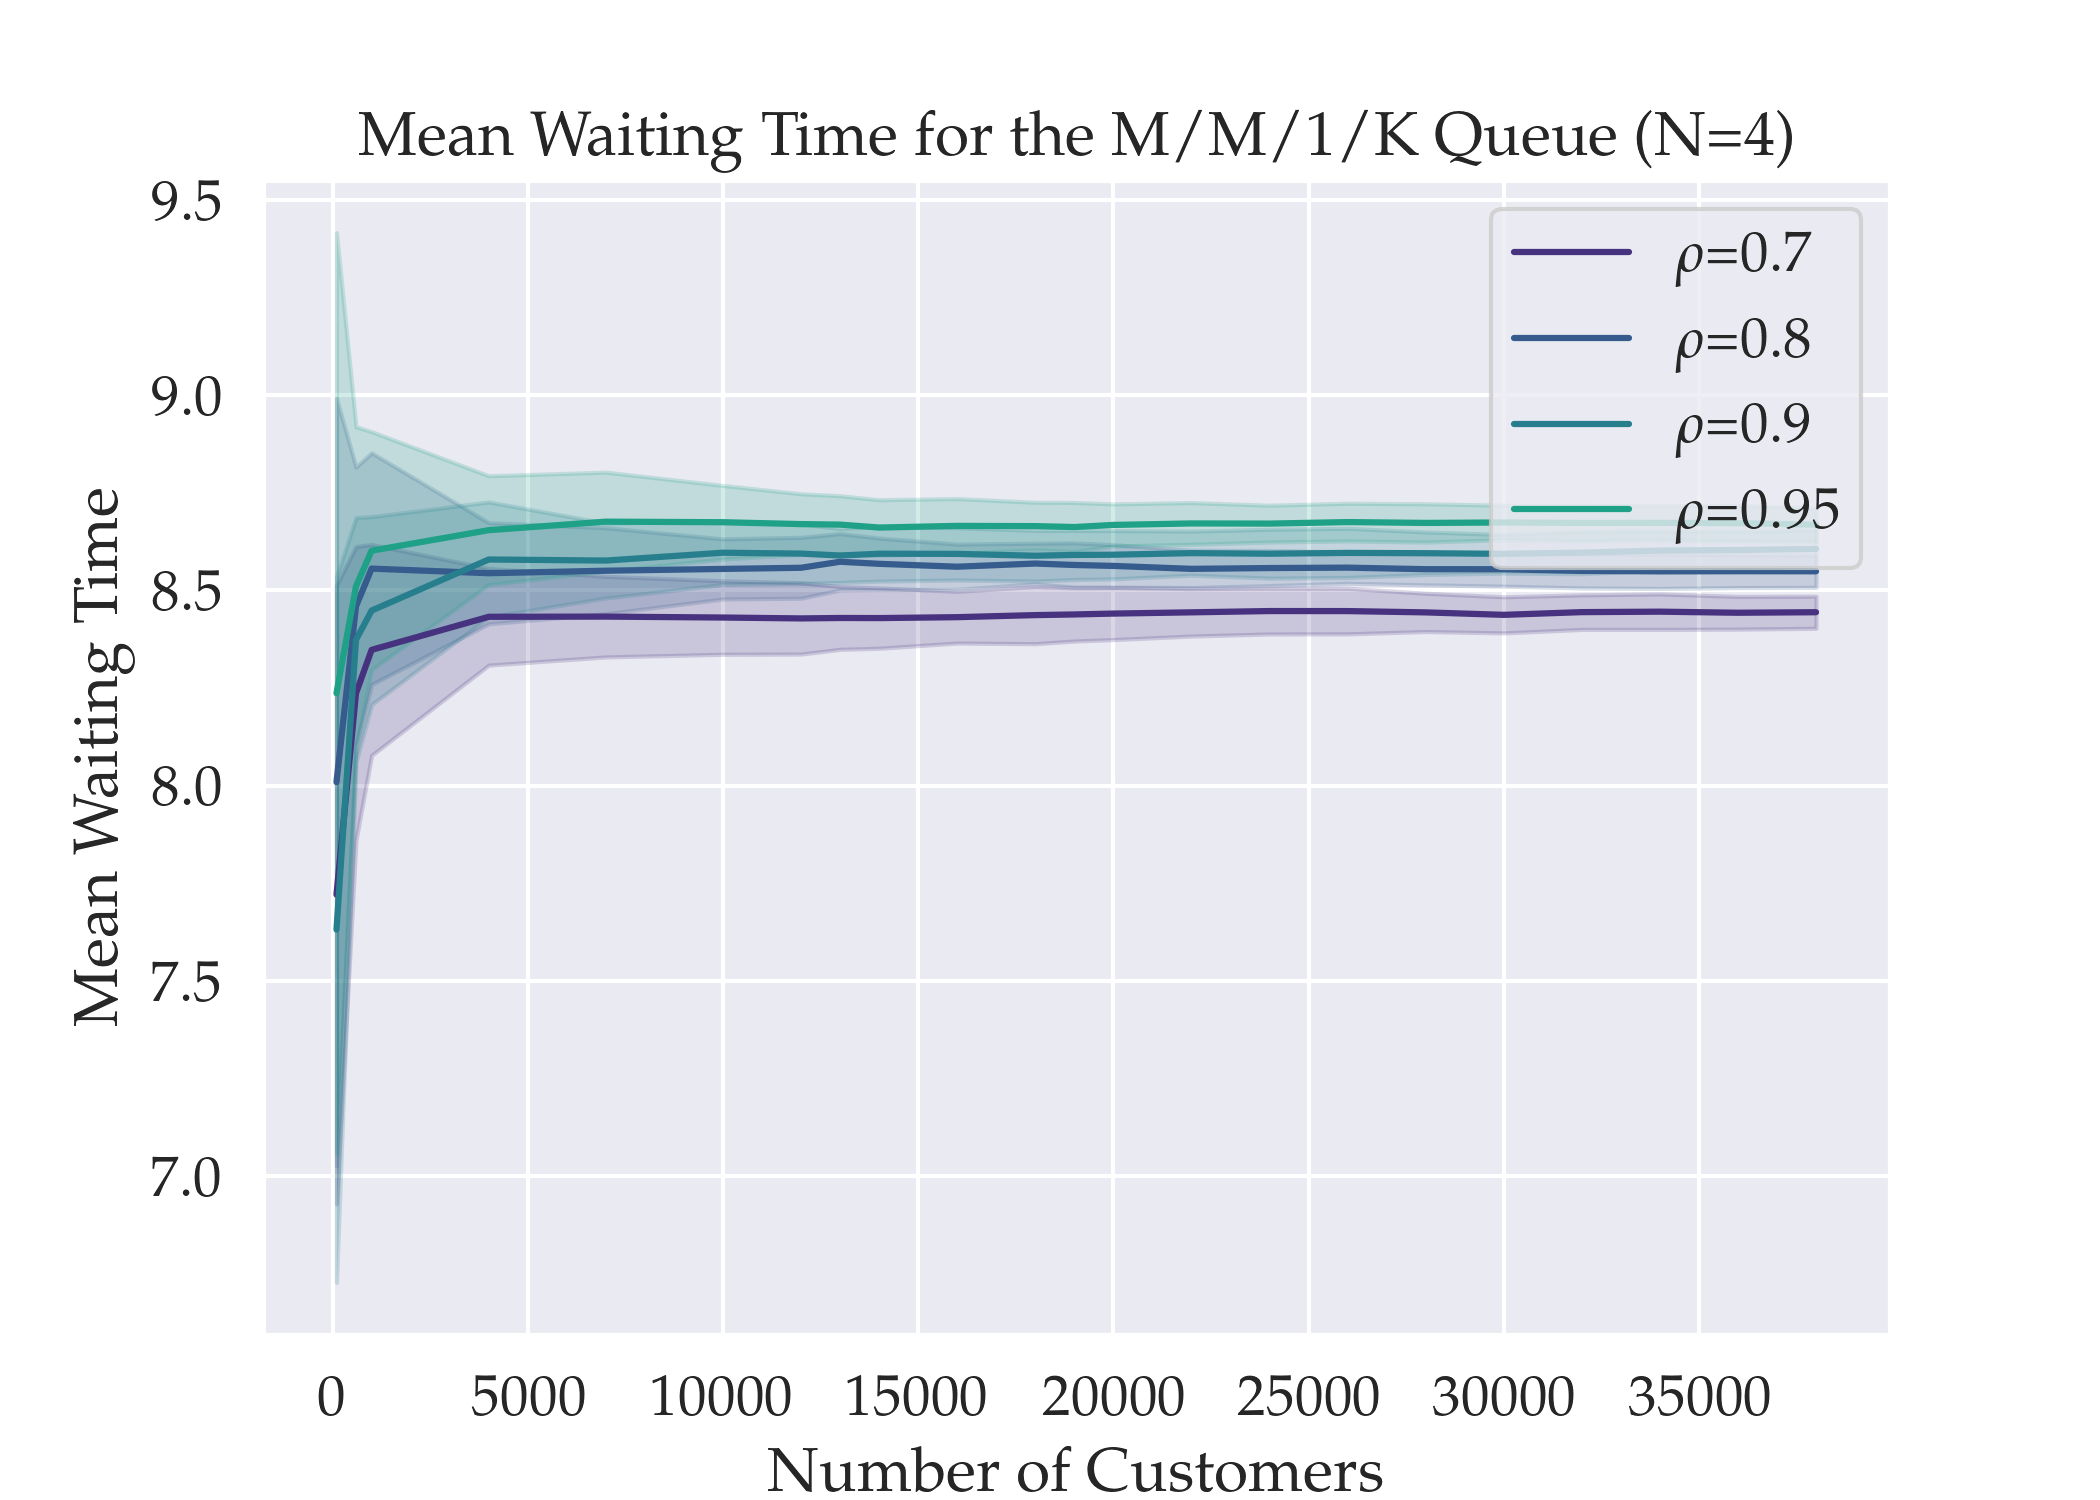 Mean Waiting Time for the M/M/1/K Queue (N=4)
9.5
9.0
8.5
8.0
7.5
7.0
Mean Waiting Time
ρ=0.7
ρ=0.8
ρ=0.9
ρ=0.95
0 5000 10000 15000 20000 25000 30000 35000
Number of Customers